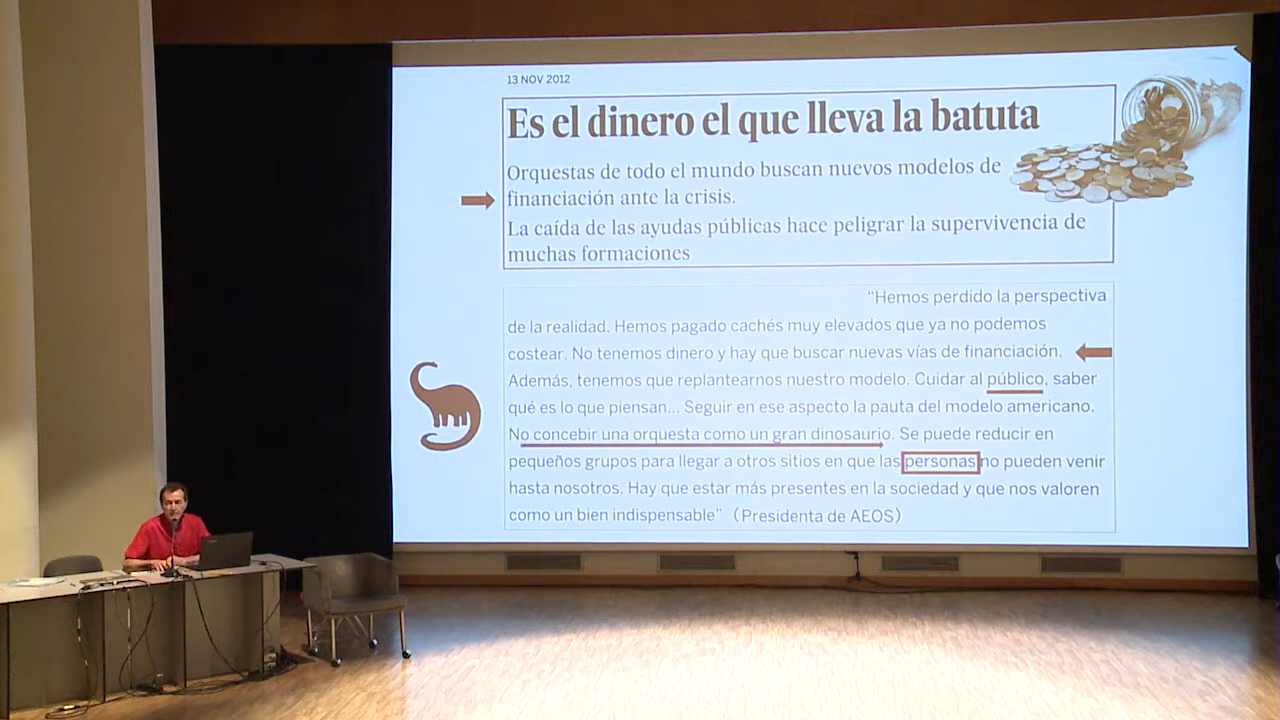 13 NOV 2012
Es el dinero el que lleva la batuta
Orquestas de todo el mundo buscan nuevos modelos de
financiación ante la crisis.
La caída de las ayudas públicas hace peligrar la supervivencia de
muchas formaciones
“Hemos perdido la perspectiva
de la realidad. Hemos pagado cachés muy elevados que ya no podemos
costear. No tenemos dinero y hay que buscar nuevas vías de financiación.
Además, tenemos que replantearnos nuestro modelo. Cuidar al público, saber
qué es lo que piensan... Seguir en ese aspecto la pauta del modelo americano.
No concebir una orquesta como un gran dinosaurio. Se puede reducir en
pequeños grupos para llegar a otros sitios en que las personas no pueden venir
hasta nosotros. Hay que estar más presentes en la sociedad y que nos valoren
como un bien indispensable” (Presidenta de AEOS)